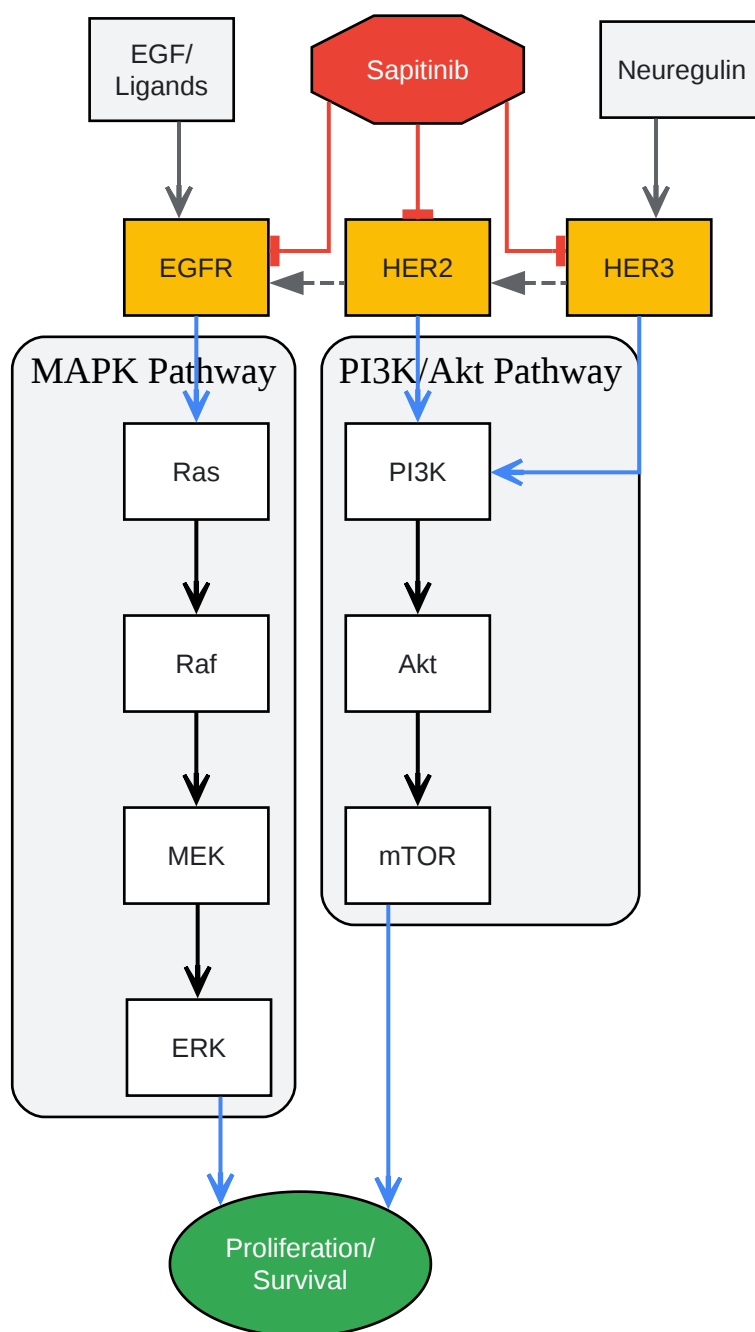 EGF/
Ligands
Sapitinib
Neuregulin
EGFR
HER2
HER3
MAPK Pathway
PI3K/Akt Pathway
Ras
PI3K
Raf
Akt
MEK
mTOR
ERK
Proliferation/
Survival